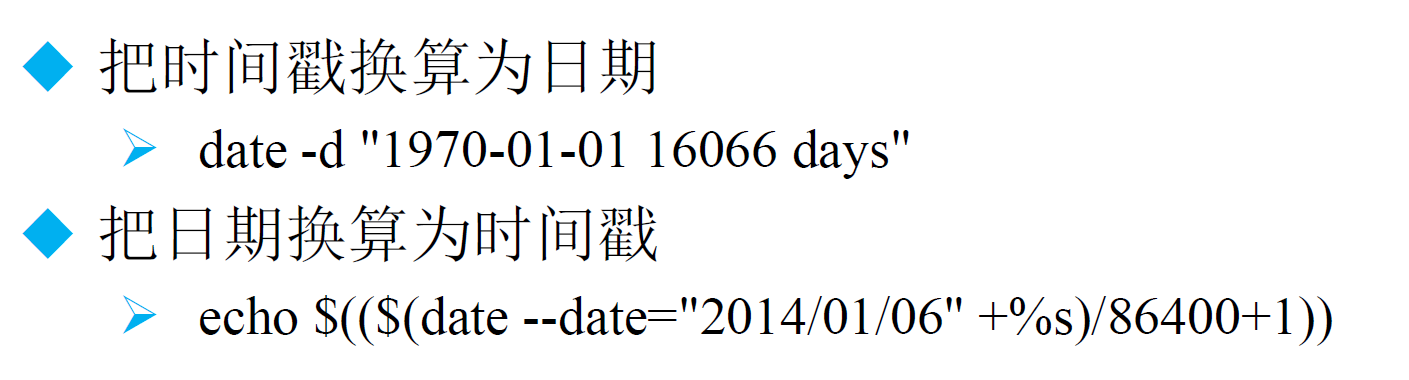 把时间戳换算为日期
date -d "1970-01-01 16066 days"
把日期换算为时间戳
echo $(($(date --date="2014/01/06" +%s)/86400+1))